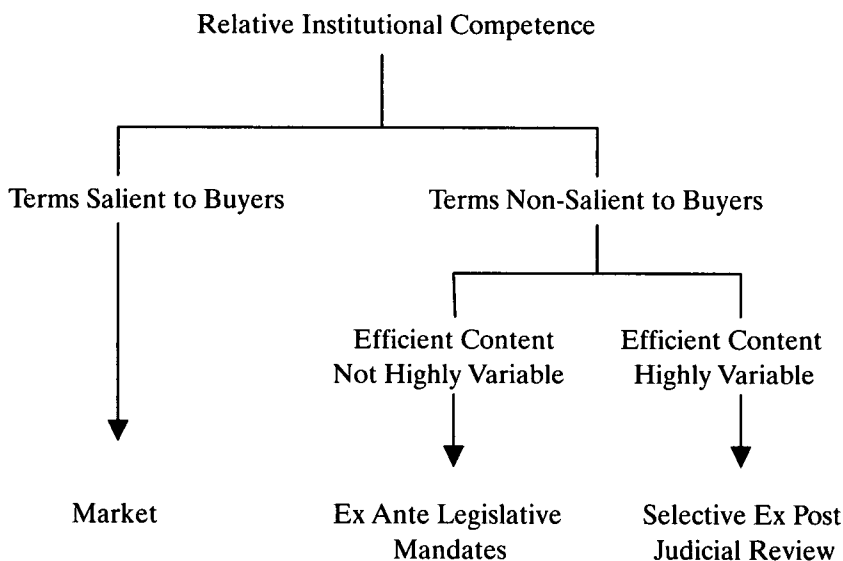 Relative Institutional Competence
Terms Salient to Buyers
Terms Non-Salient to Buyers
Efficient Content
Not Highly Variable
Efficient Content
Highly Variable
Market
Ex Ante Legislative
Mandates
Selective Ex Post
Judicial Review